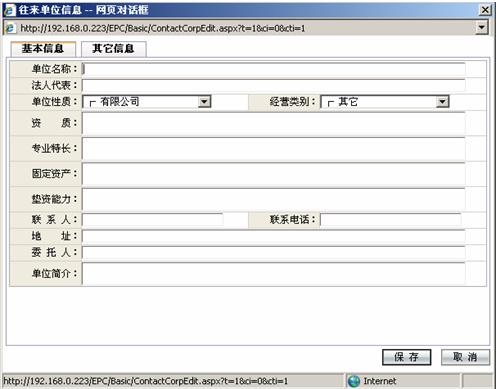 往来单位信息 -- 网页对话框
http://192.168.0.223/EPC/Basic/ContactCorpEdit.aspx?t=1&ci=0&cti=1
基本信息 其它信息
单位名称：
法人代表：
单位性质： ┌ 有限公司 经营类别： ┌ 其它
资 质：
专业特长：
固定资产：
垫资能力：
联 系 人： 联系电话：
地 址：
委 托 人：
单位简介：
保 存 取 消
http://192.168.0.223/EPC/Basic/ContactCorpEdit.aspx?t=1&ci=0&cti=1 Internet